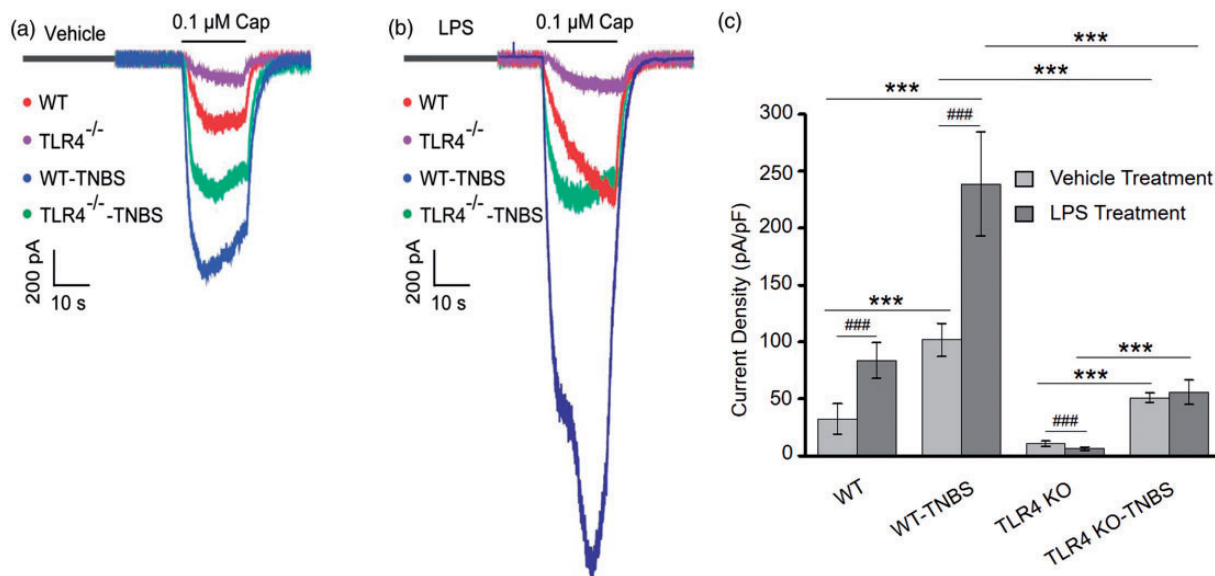 (a)
Vehicle
0.1 µM Cap
WT
TLR4-/-
WT-TNBS
TLR4-/--TNBS
200 pA
10 s
(b)
LPS
0.1 µM Cap
WT
TLR4-/-
WT-TNBS
TLR4-/--TNBS
200 pA
10 s
(c)
***
***
***
###
***
###
***
***
###
Vehicle Treatment
LPS Treatment
Current Density (pA/pF)
300
250
200
150
100
50
0
WT
WT-TNBS
TLR4 KO
TLR4 KO-TNBS